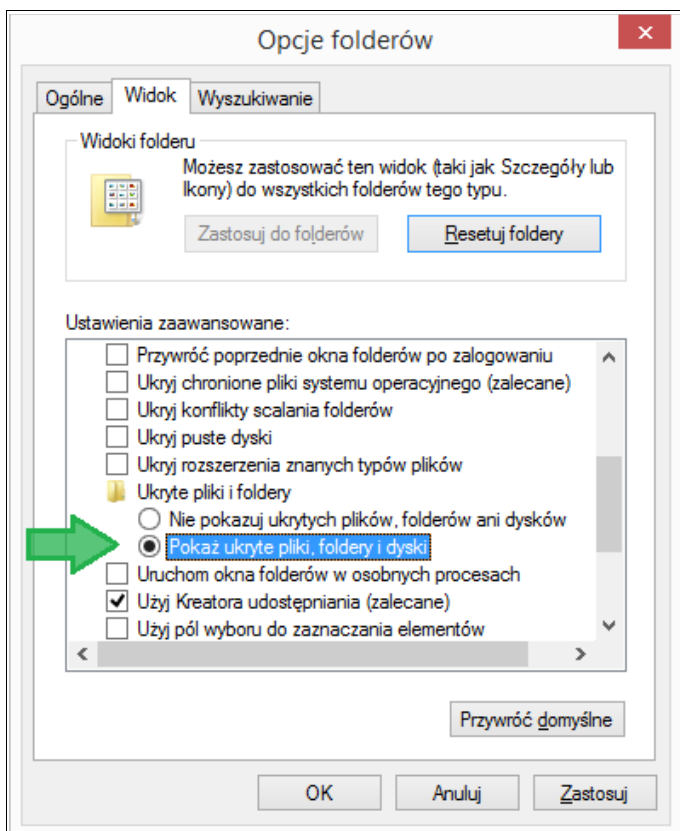 Opcje folderów
Ogólne Widok Wyszukiwanie
Widoki folderu
Możesz zastosować ten widok (taki jak Szczegóły lub
Ikony) do wszystkich folderów tego typu.
Zastosuj do folderów Resetuj foldery
Ustawienia zaawansowane:
Przywróć poprzednie okna folderów po zalogowaniu
Ukryj chronione pliki systemu operacyjnego (zalecane)
Ukryj konflikty scalania folderów
Ukryj puste dyski
Ukryj rozszerzenia znanych typów plików
Ukryte pliki i foldery
Nie pokazuj ukrytych plików, folderów ani dysków
Pokaż ukryte pliki, foldery i dyski
Uruchom okna folderów w osobnych procesach
Użyj Kreatora udostępniania (zalecane)
Użyj pól wyboru do zaznaczania elementów
Przywróć domyślne
OK Anuluj Zastosuj